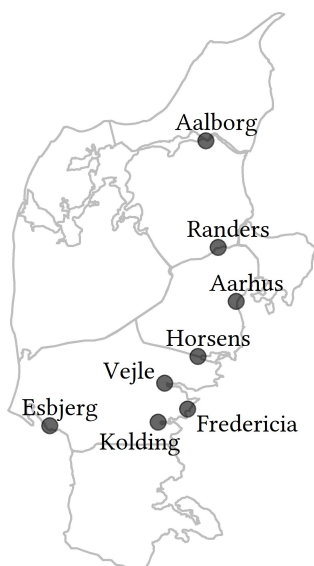 Aalborg
Randers
Aarhus
Horsens
Vejle
Esbjerg
Fredericia
Kolding